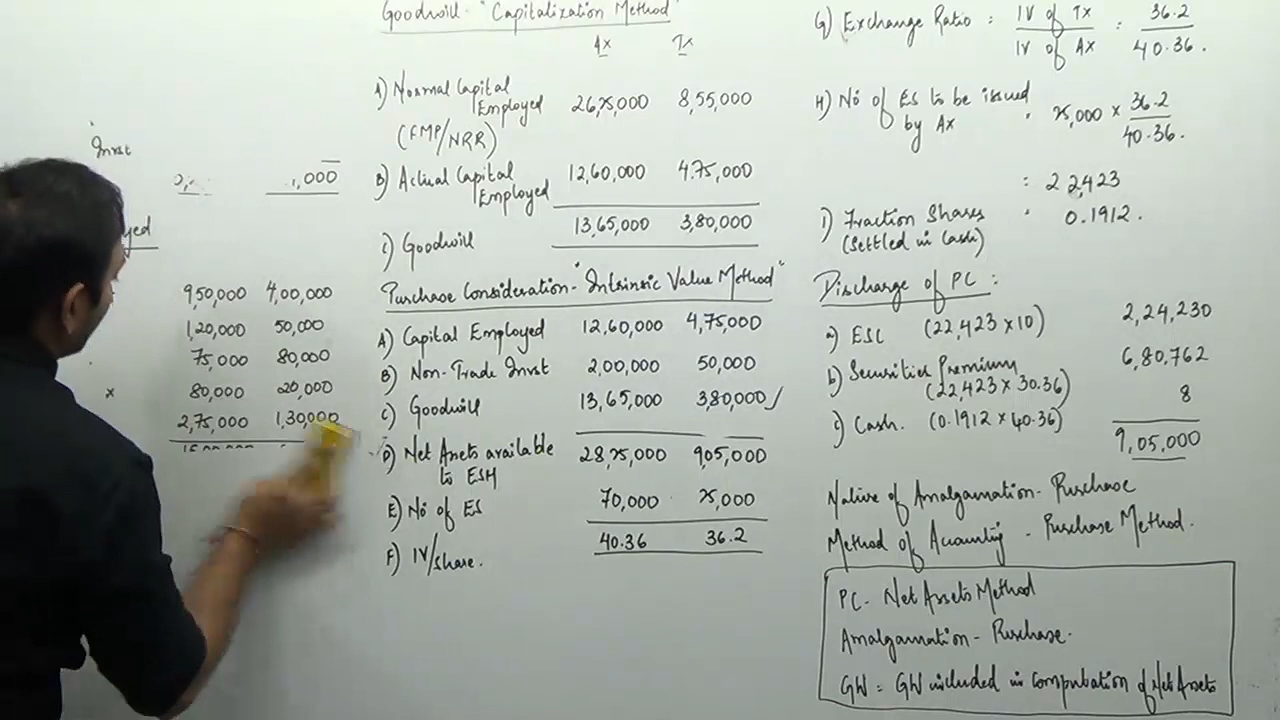 Invst
,000
yed
950,000 4,00,000
1,20,000 50,000
75,000 80,000
x 80,000 20,000
2,75,000 1,30,000
Goodwill - "Capitalization Method"
Ax Tx
A) Normal Capital
Employed 26,25,000 8,55,000
(FMP/NRR)
B) Actual Capital
Employed 12,60,000 4.75,000
C) Goodwill 13,65,000 3,80,000
Purchase Consideration - "Intrinsic Value Method"
A) Capital Employed 12,60,000 4,75,000
B) Non-Trade Invst 2,00,000 50,000
C) Goodwill 13,65,000 3,80,000
D) Net Assets available
to ESH 28,25,000 905,000
E) No of ES 70,000 25,000
F) IV/share. 40.36 36.2
G) Exchange Ratio : IV of Tx : 36.2
IV of Ax 40.36.
H) No of ES to be issued
by Ax : 25,000 x 36.2
40.36.
: 22,423
I) Fraction Shares : 0.1912.
(Settled in Cash)
Discharge of PC :
a) ESC (22,423 x 10) 2,24,230
b) Securities Premium 6,80,762
(22,423 x 30.36)
c) Cash. (0.1912 x 40.36) 8
9,05,000
Nature of Amalgamation - Purchase
Method of Accounting - Purchase Method.
PC - Net Assets Method
Amalgamation - Purchase.
GW = GW included in computation of Net Assets